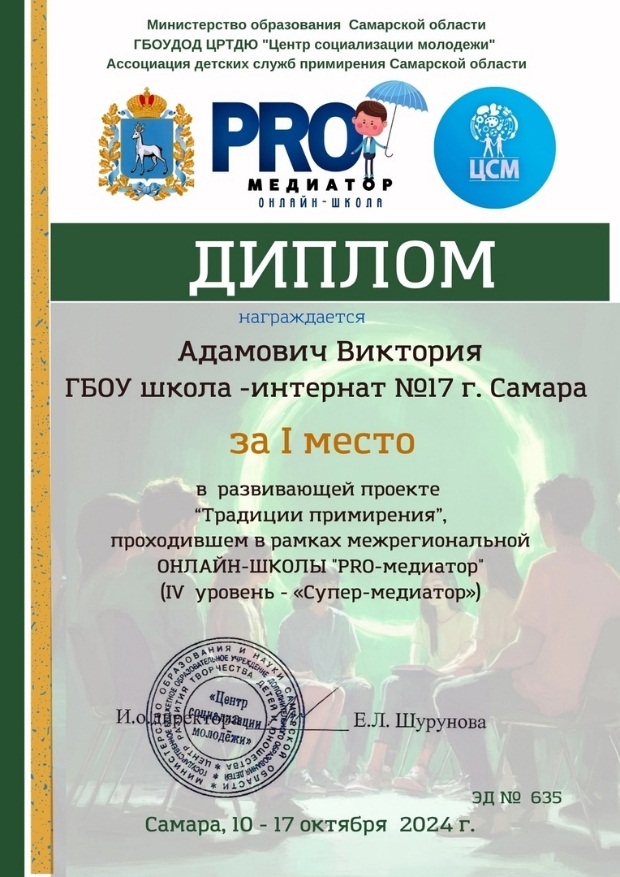 Министерство образования Самарской области
ГБОУДОД ЦРТДЮ "Центр социализации молодежи"
Ассоциация детских служб примирения Самарской области
PRO
МЕДИАТОР
ОНЛАЙН-ШКОЛА
ЦСМ
ДИПЛОМ
награждается
Адамович Виктория
ГБОУ школа -интернат №17 г. Самара
за I место
в развивающей проекте
“Традиции примирения”,
проходившем в рамках межрегиональной
ОНЛАЙН-ШКОЛЫ "PRO-медиатор"
(IV уровень - «Супер-медиатор»)
И.о.директора
Е.Л. Шурунова
«Центр
социализации
молодёжи»
ЭД № 635
Самара, 10 - 17 октября 2024 г.